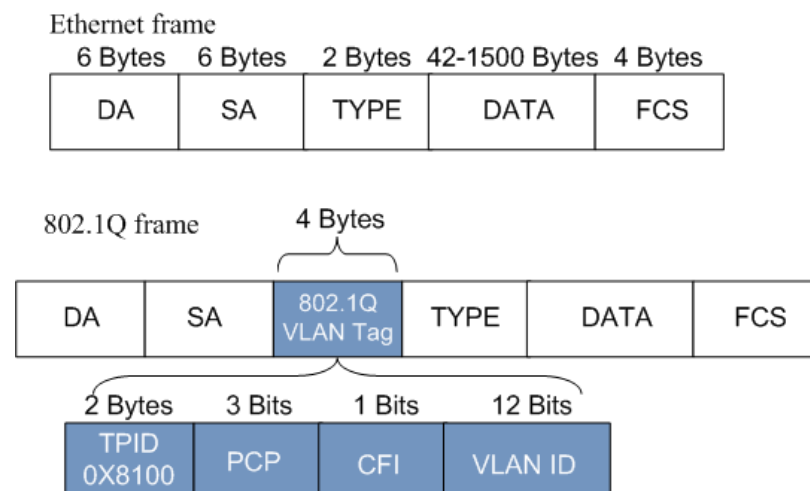 Ethernet frame
6 Bytes 6 Bytes 2 Bytes 42-1500 Bytes 4 Bytes
DA SA TYPE DATA FCS
802.1Q frame
4 Bytes
DA SA 802.1Q VLAN Tag TYPE DATA FCS
2 Bytes 3 Bits 1 Bits 12 Bits
TPID 0X8100 PCP CFI VLAN ID